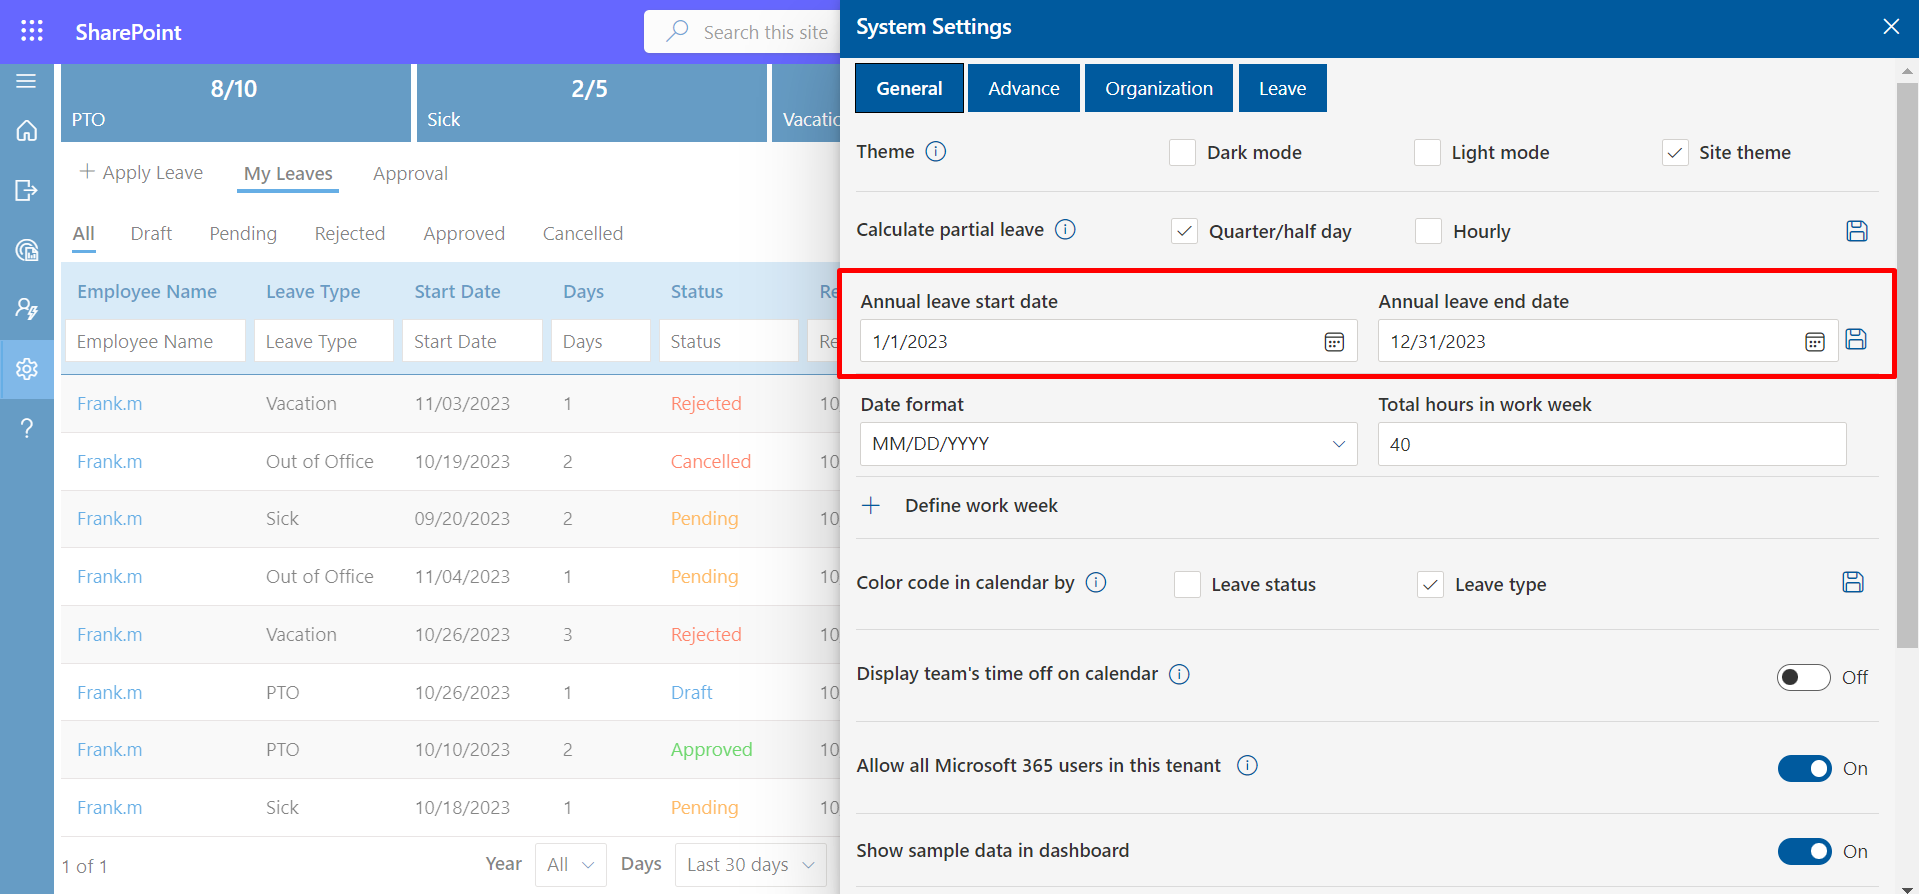 SharePoint
Search this site
System Settings
General Advance Organization Leave
8/10
PTO
2/5
Sick
Vacatic
Apply Leave My Leaves Approval
All Draft Pending Rejected Approved Cancelled
Employee Name Leave Type Start Date Days Status Re
Employee Name Leave Type Start Date Days Status Re
Frank.m Vacation 11/03/2023 1 Rejected 10
Frank.m Out of Office 10/19/2023 2 Cancelled 10
Frank.m Sick 09/20/2023 2 Pending 10
Frank.m Out of Office 11/04/2023 1 Pending 10
Frank.m Vacation 10/26/2023 3 Rejected 10
Frank.m PTO 10/26/2023 1 Draft 10
Frank.m PTO 10/10/2023 2 Approved 10
Frank.m Sick 10/18/2023 1 Pending 10
1 of 1 Year All Days Last 30 days
Theme Dark mode Light mode Site theme
Calculate partial leave Quarter/half day Hourly
Annual leave start date Annual leave end date
1/1/2023 12/31/2023
Date format Total hours in work week
MM/DD/YYYY 40
Define work week
Color code in calendar by Leave status Leave type
Display team's time off on calendar Off
Allow all Microsoft 365 users in this tenant On
Show sample data in dashboard On